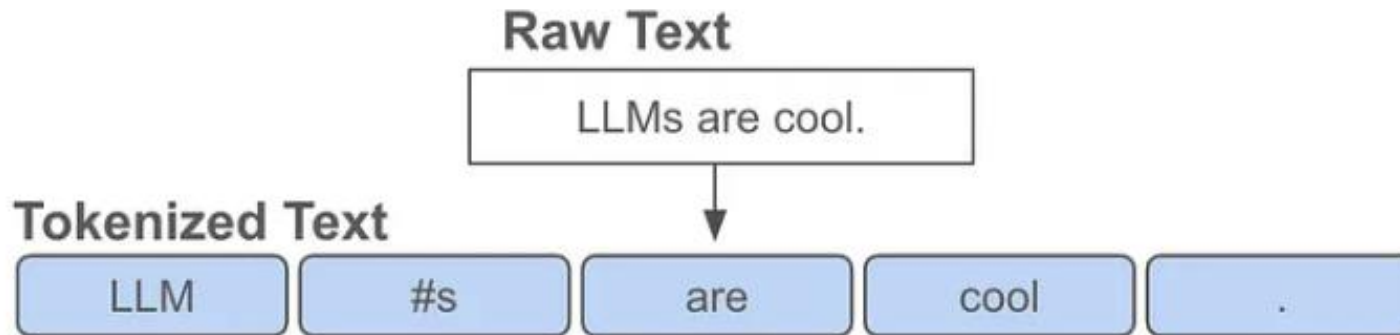 Raw Text
LLMs are cool.
Tokenized Text
LLM #s are cool .